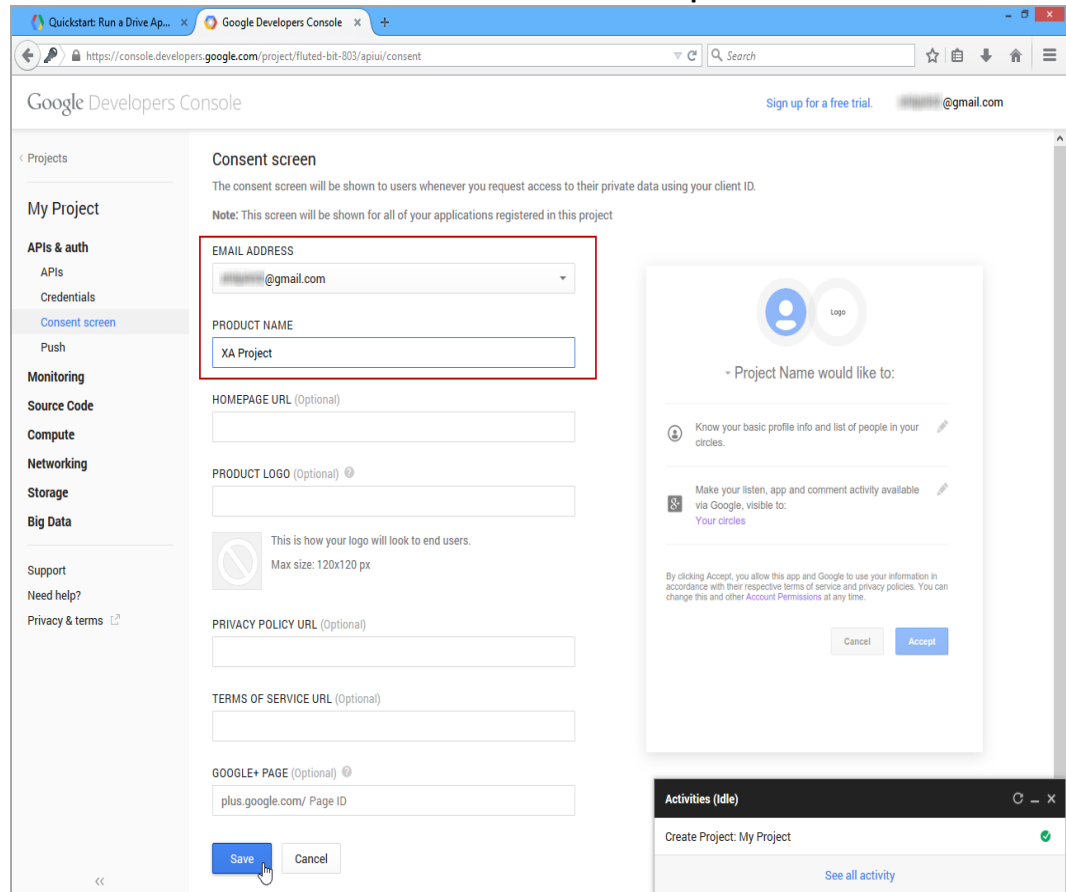 Quickstart: Run a Drive Ap... ×
Google Developers Console ×
https://console.developers.google.com/project/fluted-bit-803/apiui/consent
Search
Google Developers Console
Sign up for a free trial.
@gmail.com
Projects
My Project
APIs & auth
APIs
Credentials
Consent screen
Push
Monitoring
Source Code
Compute
Networking
Storage
Big Data
Support
Need help?
Privacy & terms
Consent screen
The consent screen will be shown to users whenever you request access to their private data using your client ID.
Note: This screen will be shown for all of your applications registered in this project
EMAIL ADDRESS
@gmail.com
PRODUCT NAME
XA Project
HOMEPAGE URL (Optional)
PRODUCT LOGO (Optional)
This is how your logo will look to end users.
Max size: 120x120 px
PRIVACY POLICY URL (Optional)
TERMS OF SERVICE URL (Optional)
GOOGLE+ PAGE (Optional)
plus.google.com/ Page ID
Save
Cancel
Logo
Project Name would like to:
Know your basic profile info and list of people in your
circles.
Make your listen, app and comment activity available
via Google, visible to:
Your circles
By clicking Accept, you allow this app and Google to use your information in
accordance with their respective terms of service and privacy policies. You can
change this and other Account Permissions at any time.
Cancel
Accept
Activities (Idle)
Create Project: My Project
See all activity